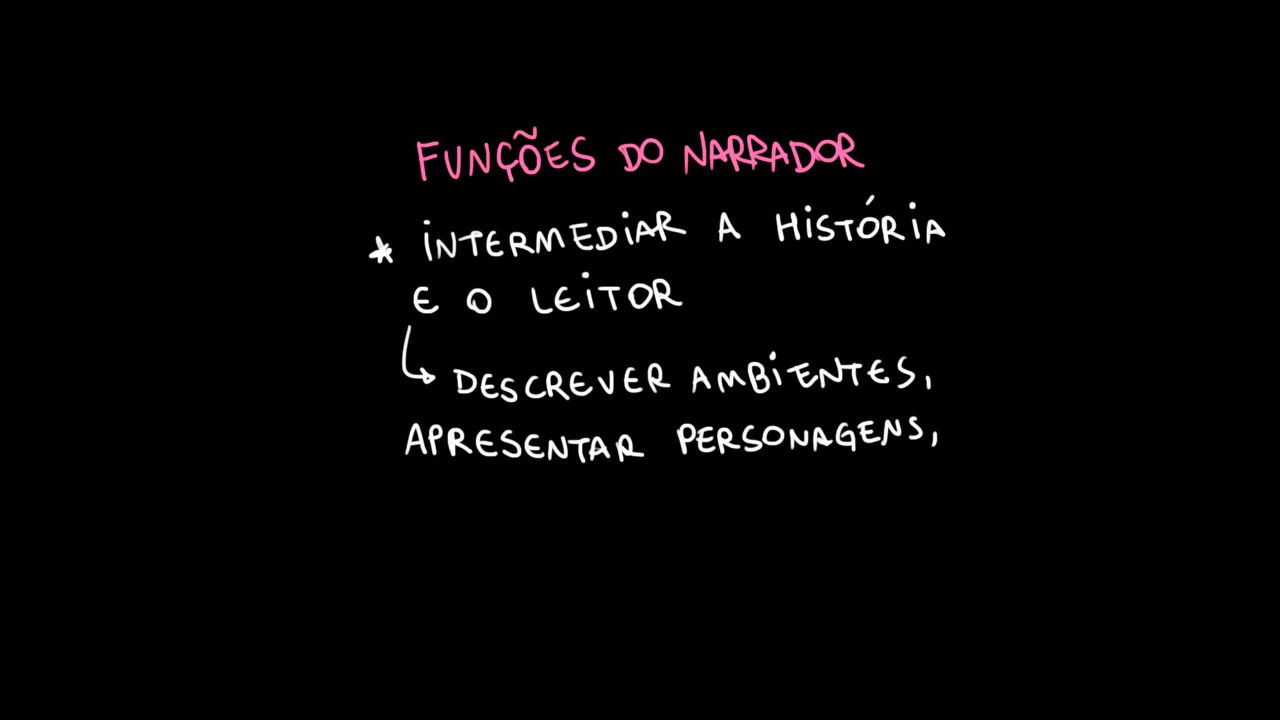 FUNÇÕES DO NARRADOR
* INTERMEDIAR A HISTÓRIA
E O LEITOR
↳ DESCREVER AMBIENTES,
APRESENTAR PERSONAGENS,